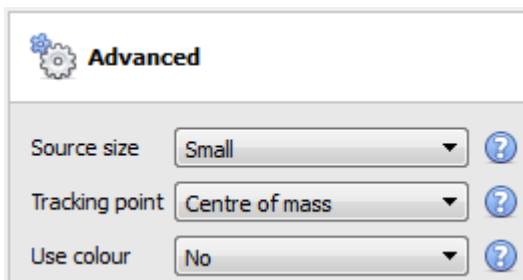 Advanced
Source size Small
Tracking point Centre of mass
Use colour No